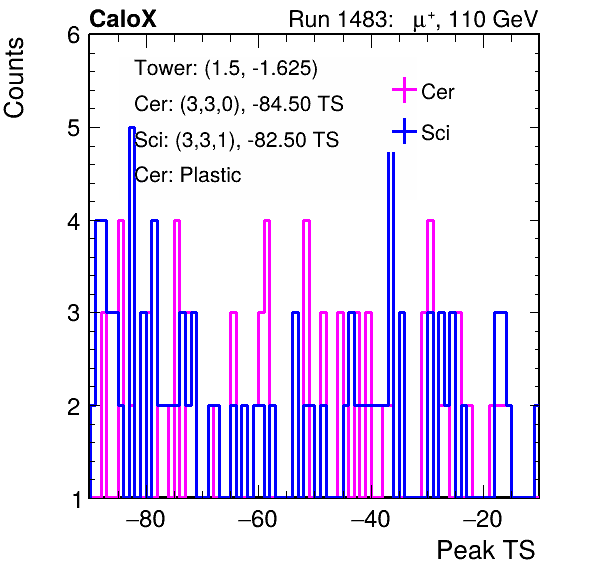 CaloX Run 1483: μ⁺, 110 GeV
Counts
6
5
4
3
2
1
Tower: (1.5, -1.625)
Cer: (3,3,0), -84.50 TS
Sci: (3,3,1), -82.50 TS
Cer: Plastic
Cer
Sci
−80 −60 −40 −20
Peak TS